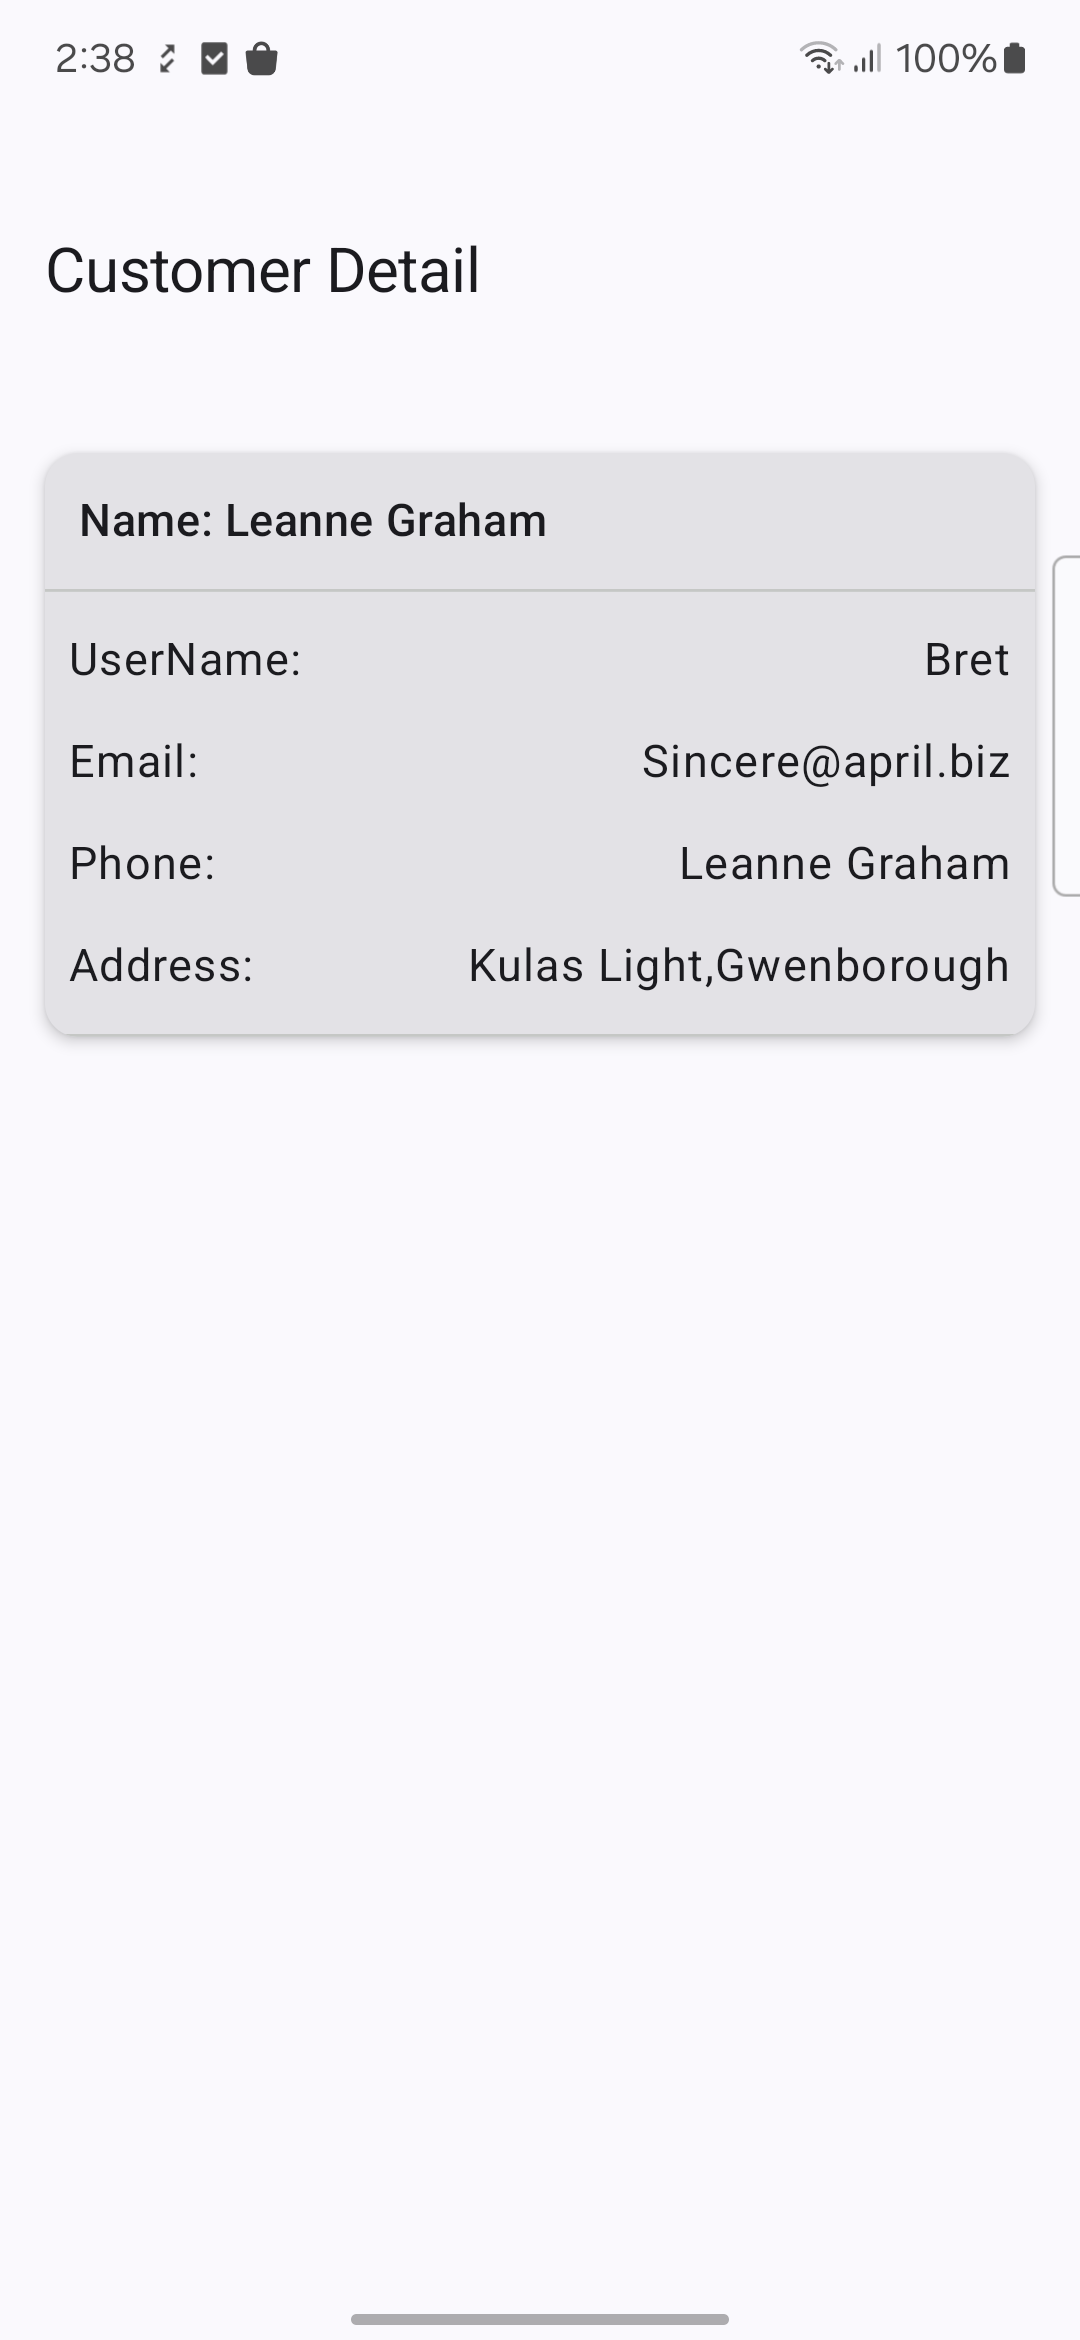 2:38 100%
Customer Detail
Name: Leanne Graham
UserName: Bret
Email: Sincere@april.biz
Phone: Leanne Graham
Address: Kulas Light,Gwenborough